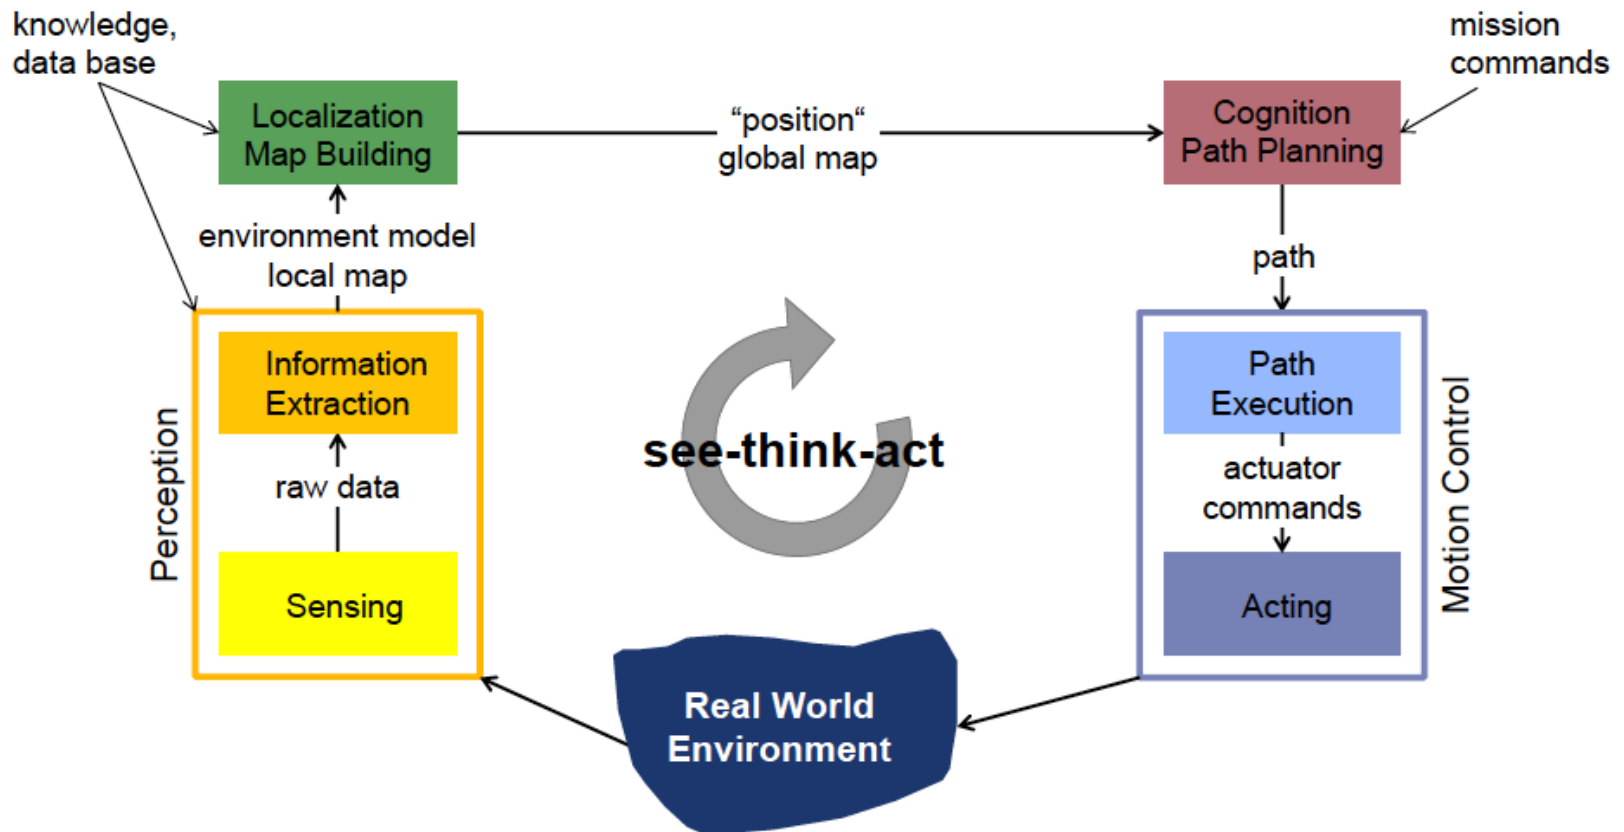 knowledge,
data base
mission
commands
Localization
Map Building
“position“
global map
Cognition
Path Planning
environment model
local map
path
Information
Extraction
Path
Execution
Perception
see-think-act
Motion Control
raw data
actuator
commands
Sensing
Acting
Real World
Environment